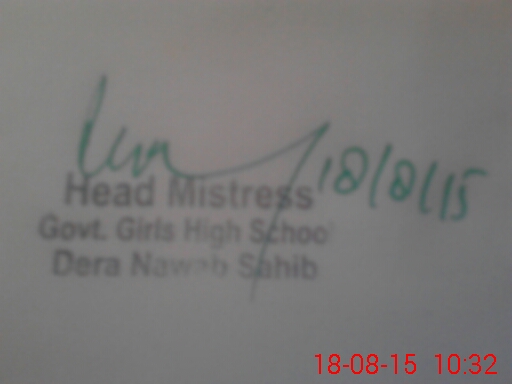 18/8/15
Head Mistress
Govt. Girls High School
Dera Nawab Sahib
18-08-15 10:32